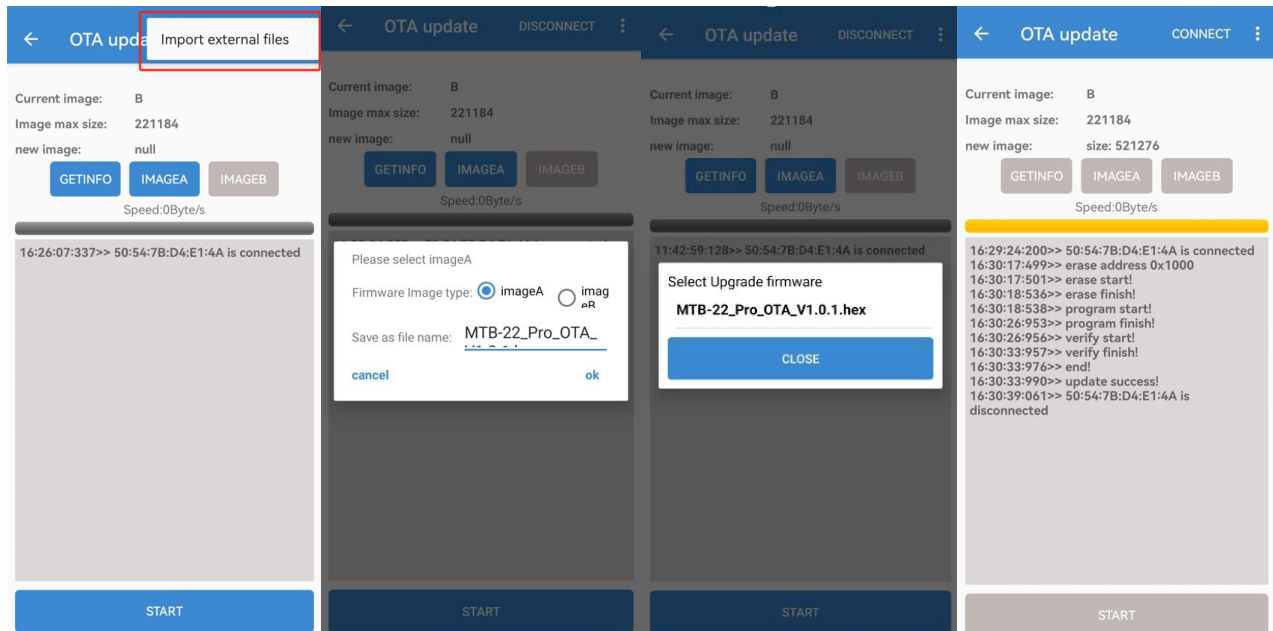 OTA upda
Import external files
Current image: B
Image max size: 221184
new image: null
GETINFO IMAGEA IMAGEB
Speed:0Byte/s
16:26:07:337>> 50:54:7B:D4:E1:4A is connected
START
OTA update DISCONNECT
Current image: B
Image max size: 221184
new image: null
GETINFO IMAGEA IMAGEB
Speed:0Byte/s
Please select imageA
Firmware Image type: imageA imag
eB
Save as file name: MTB-22_Pro_OTA_
cancel ok
START
OTA update DISCONNECT
Current image: B
Image max size: 221184
new image: null
GETINFO IMAGEA IMAGEB
Speed:0Byte/s
11:42:59:128>> 50:54:7B:D4:E1:4A is connected
Select Upgrade firmware
MTB-22_Pro_OTA_V1.0.1.hex
CLOSE
START
OTA update CONNECT
Current image: B
Image max size: 221184
new image: size: 521276
GETINFO IMAGEA IMAGEB
Speed:0Byte/s
16:29:24:200>> 50:54:7B:D4:E1:4A is connected
16:30:17:499>> erase address 0x1000
16:30:17:501>> erase start!
16:30:18:536>> erase finish!
16:30:18:538>> program start!
16:30:26:953>> program finish!
16:30:26:956>> verify start!
16:30:33:957>> verify finish!
16:30:33:976>> end!
16:30:33:990>> update success!
16:30:39:061>> 50:54:7B:D4:E1:4A is
disconnected
START